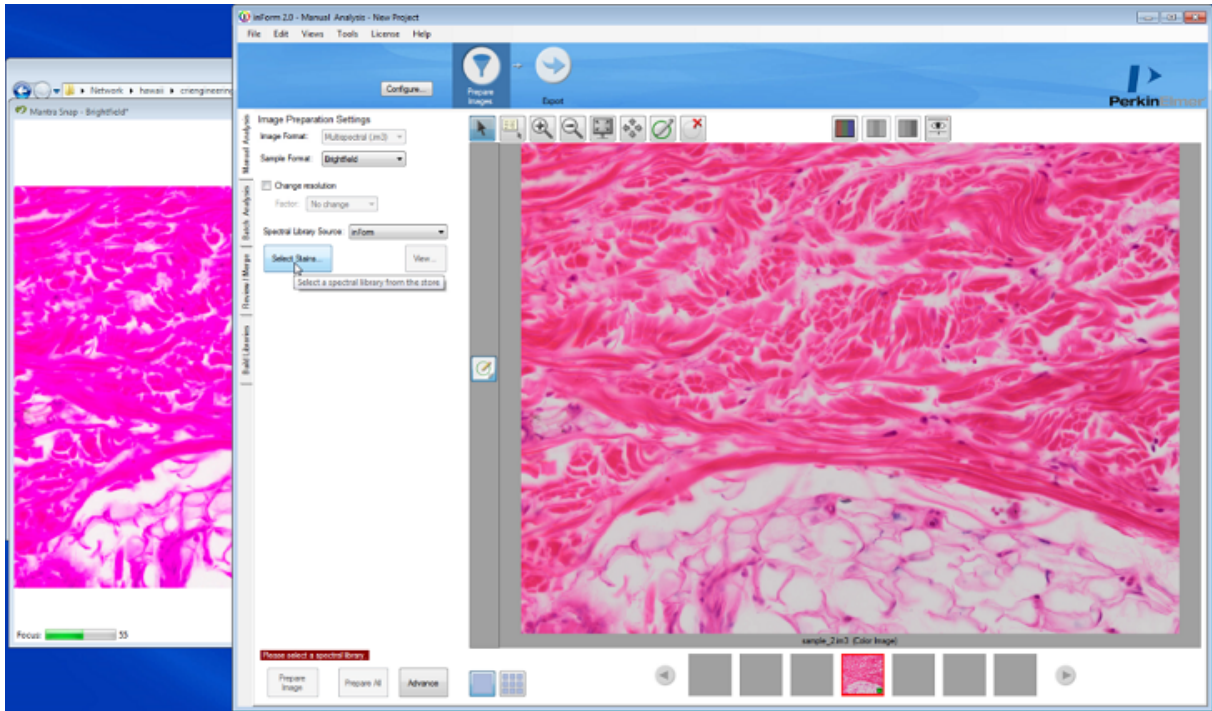 inForm 2.0 - Manual Analysis - New Project
File Edit Views Tools License Help
Network hawaii criengineering
Configure...
Prepare Images
Export
PerkinElmer
Mantra Snap - Brightfield*
Manual Analysis
Batch Analysis
Review / Merge
Build Libraries
Image Preparation Settings
Image Format: Multispectral (.im3)
Sample Format: Brightfield
Change resolution
Factor: No change
Spectral Library Source: inForm
Select Stains... View...
Select a spectral library from the store.
Focus: 55
sample_2.im3 (Color Image)
Please select a spectral library.
Prepare Image
Prepare All
Advance